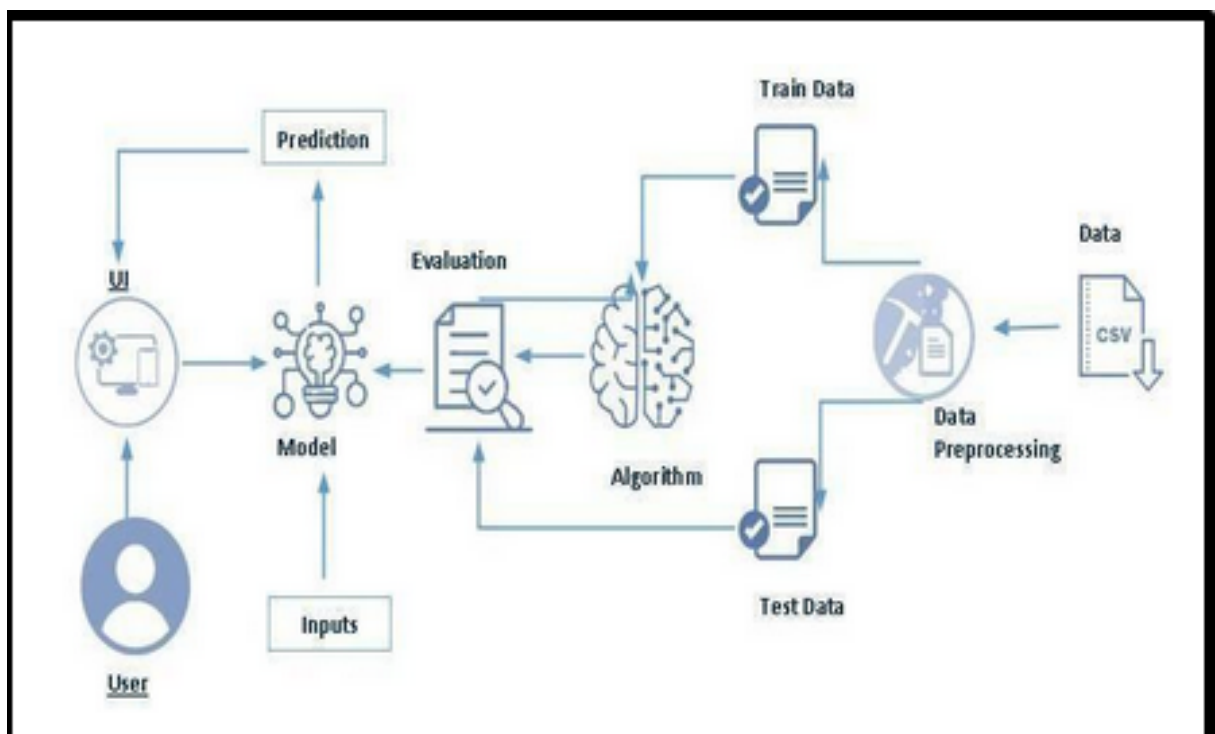 Train Data
Prediction
Data
Evaluation
UI
CSV
Data
Preprocessing
Model
Algorithm
Test Data
Inputs
User